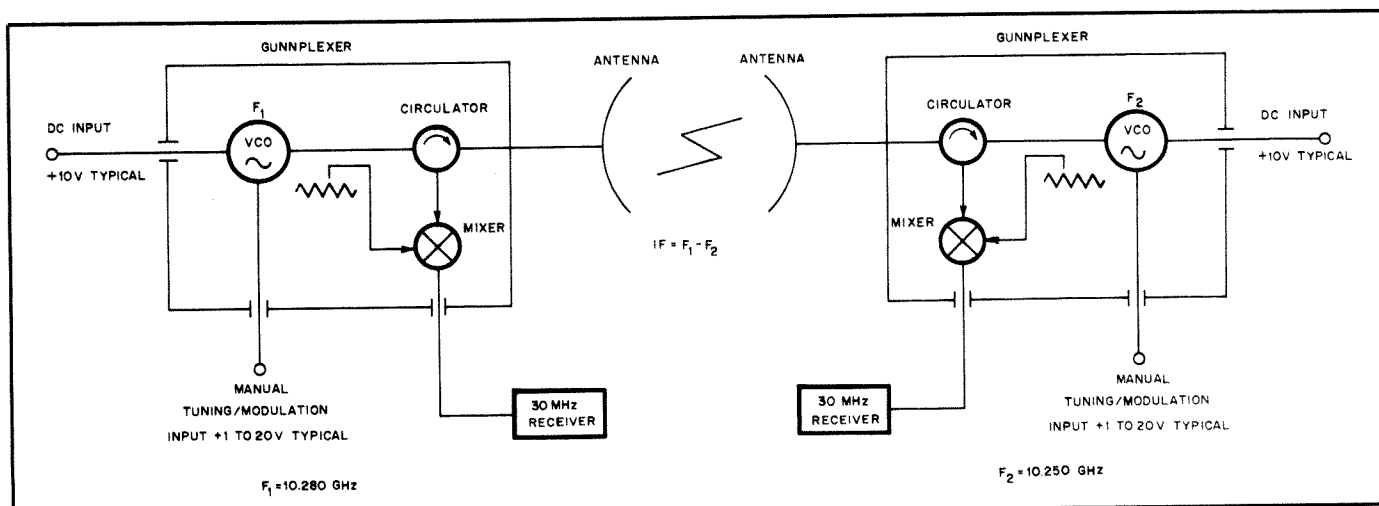 GUNNPLEXER
GUNNPLEXER
ANTENNA
ANTENNA
F1
CIRCULATOR
CIRCULATOR
F2
DC INPUT
VCO
VCO
DC INPUT
+10V TYPICAL
+10V TYPICAL
MIXER
MIXER
IF = F1 - F2
MANUAL
TUNING/MODULATION
INPUT +1 TO 20V TYPICAL
30 MHz
RECEIVER
30 MHz
RECEIVER
MANUAL
TUNING/MODULATION
INPUT +1 TO 20V TYPICAL
F1 = 10.280 GHz
F2 = 10.250 GHz